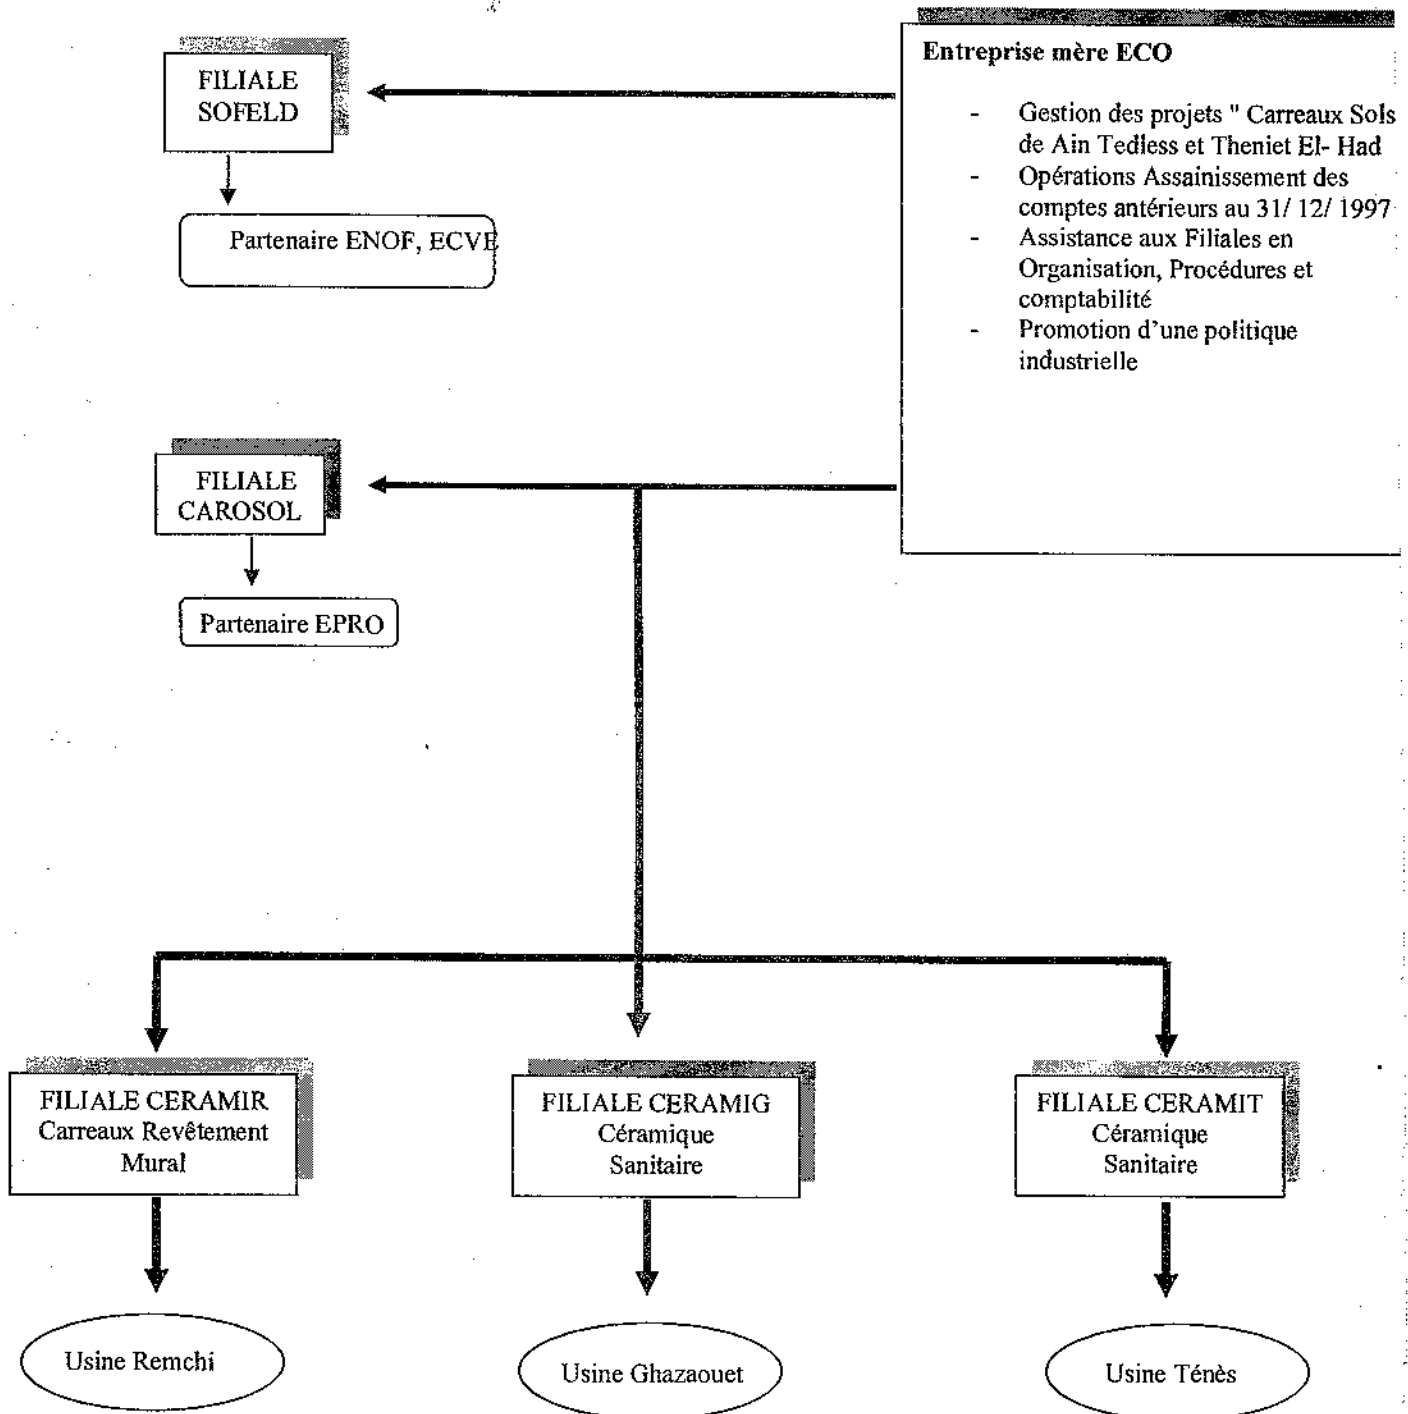 FILIALE
SOFELD
Partenaire ENOF, ECVE
Entreprise mère ECO
- Gestion des projets " Carreaux Sols
de Ain Tedless et Theniet El- Had
- Opérations Assainissement des
comptes antérieurs au 31/ 12/ 1997
- Assistance aux Filiales en
Organisation, Procédures et
comptabilité
- Promotion d'une politique
industrielle
FILIALE
CAROSOL
Partenaire EPRO
FILIALE CERAMIR
Carreaux Revêtement
Mural
FILIALE CERAMIG
Céramique
Sanitaire
FILIALE CERAMIT
Céramique
Sanitaire
Usine Remchi
Usine Ghazaouet
Usine Ténès